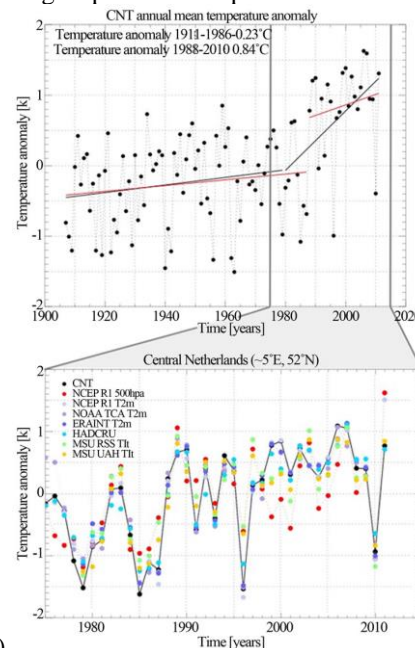 CNT annual mean temperature anomaly
Temperature anomaly 1911-1986-0.23°C
Temperature anomaly 1988-2010 0.84°C
Temperature anomaly [k]
2
1
0
-1
-2
1900 1920 1940 1960 1980 2000 2020
Time [years]
Central Netherlands (~5°E, 52°N)
Temperature anomaly [k]
2
1
0
-1
-2
CNT
NCEP R1 500hpa
NCEP R1 T2m
NOAA TCA T2m
ERAINT T2m
HADCRU
MSU RSS Tlt
MSU UAH Tlt
1980 1990 2000 2010
Time [years]
)